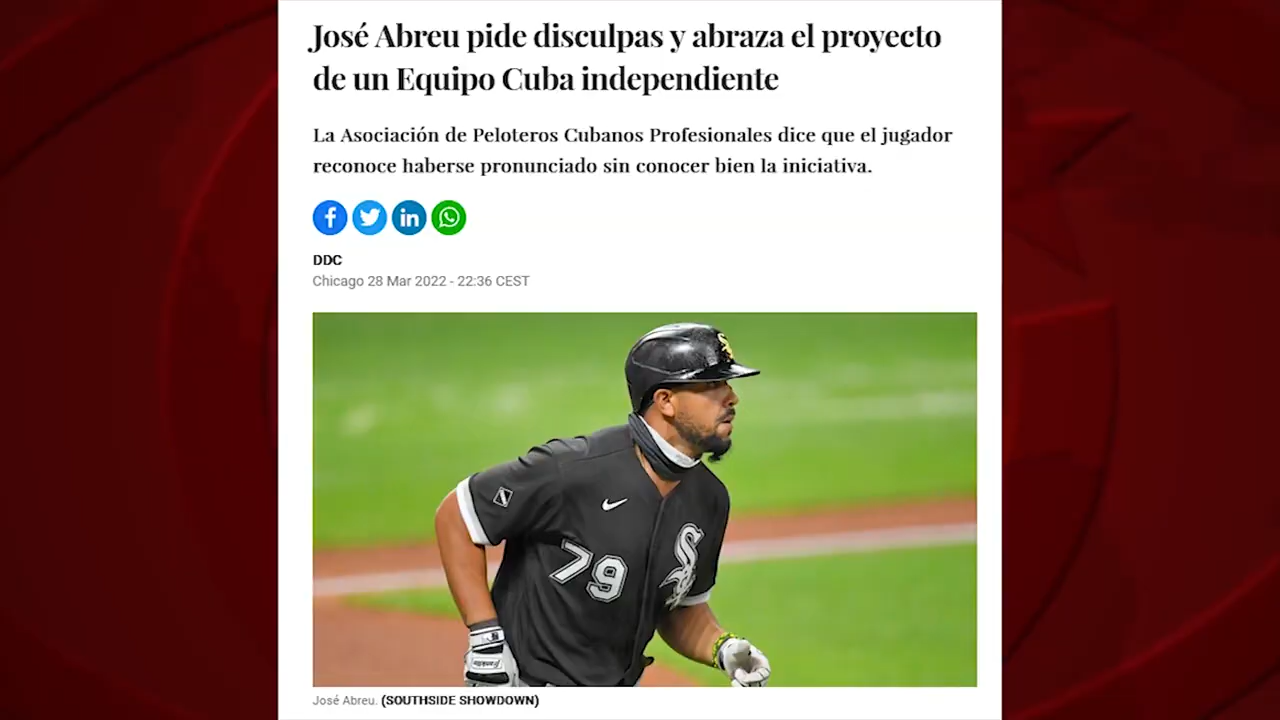 José Abreu pide disculpas y abraza el proyecto
de un Equipo Cuba independiente
La Asociación de Peloteros Cubanos Profesionales dice que el jugador
reconoce haberse pronunciado sin conocer bien la iniciativa.
DDC
Chicago 28 Mar 2022 - 22:36 CEST
79
Sox
Franklin
José Abreu. (SOUTHSIDE SHOWDOWN)